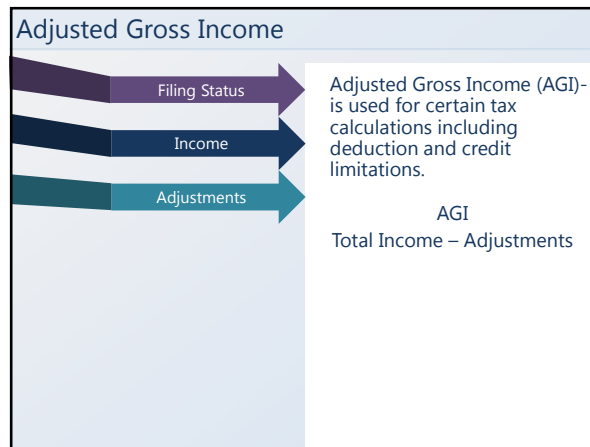 Adjusted Gross Income
Filing Status
Income
Adjustments
Adjusted Gross Income (AGI)-
is used for certain tax
calculations including
deduction and credit
limitations.
AGI
Total Income – Adjustments